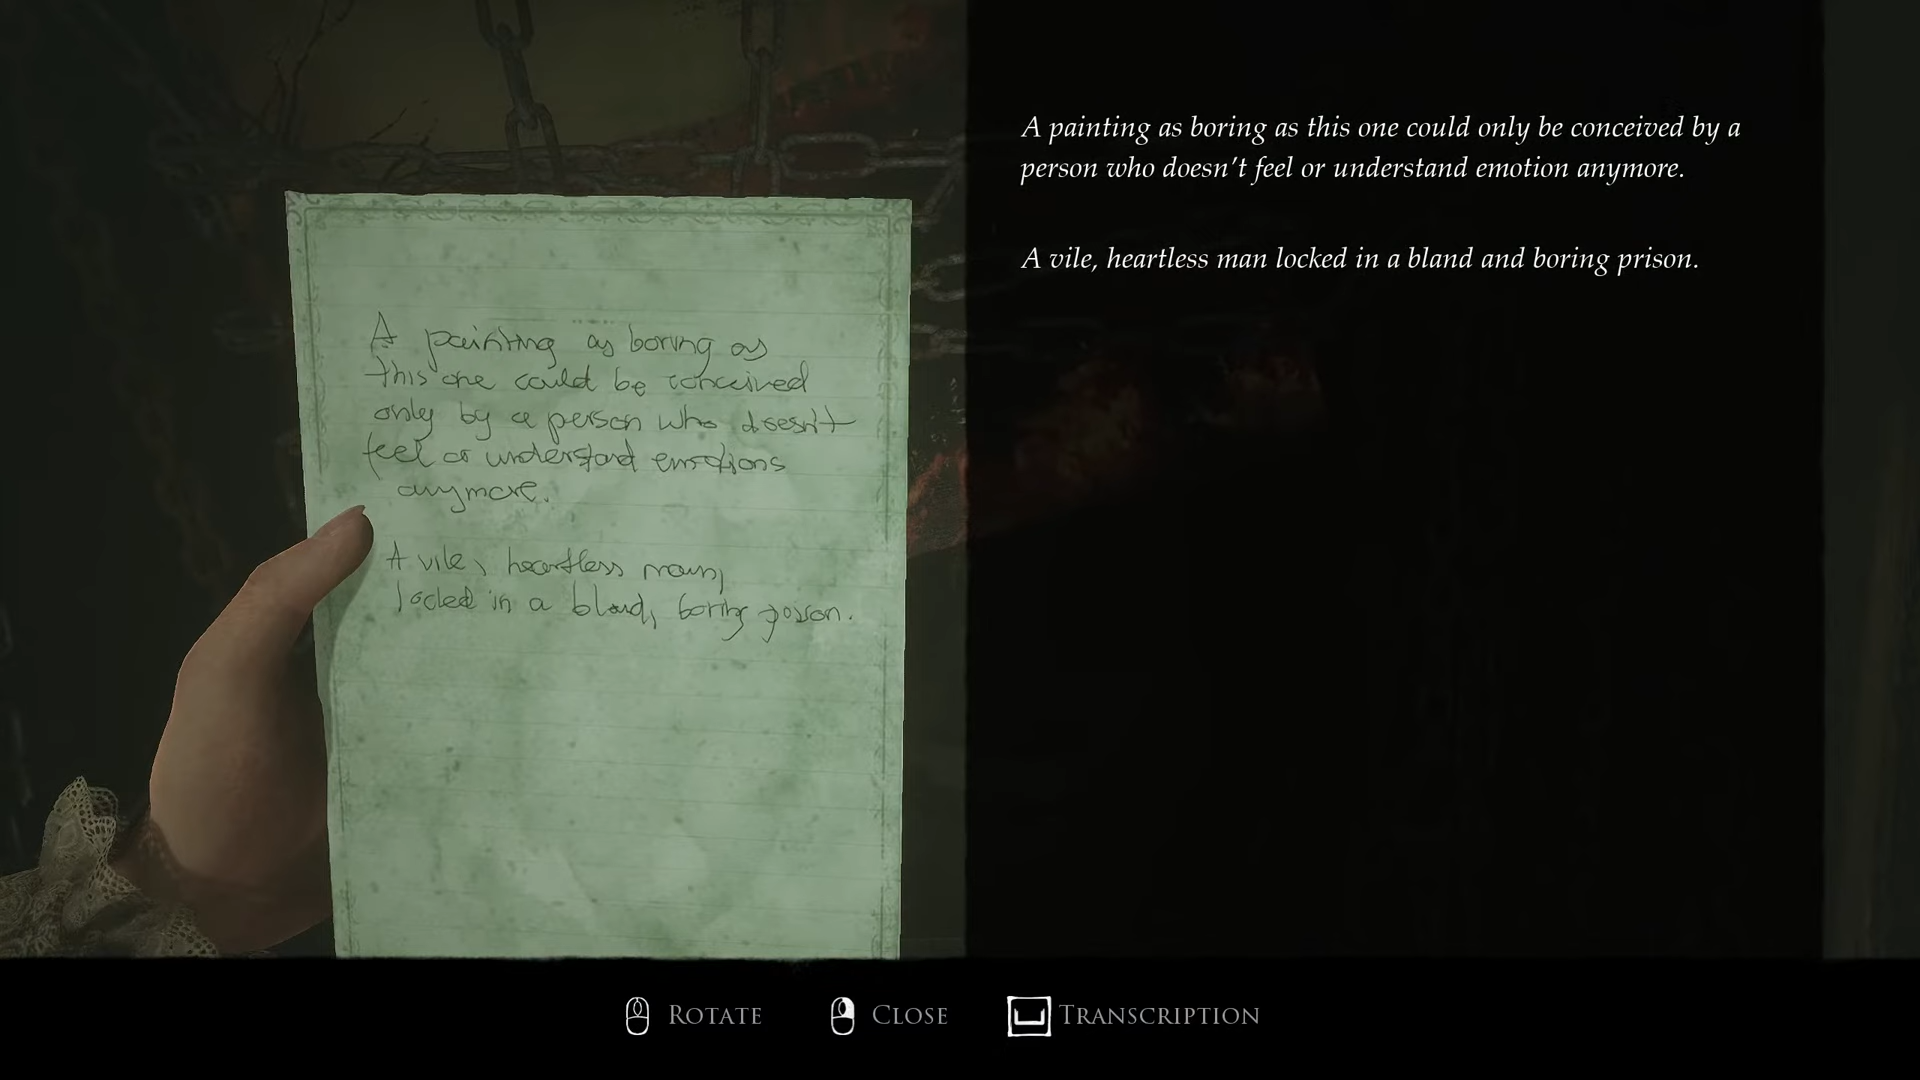 A painting as boring as
this one could be conceived
only by a person who doesn't
feel or understand emotions
anymore.
A vile, heartless man,
locked in a bland, boring prison.
A painting as boring as this one could only be conceived by a
person who doesn't feel or understand emotion anymore.
A vile, heartless man locked in a bland and boring prison.
ROTATE
CLOSE
TRANSCRIPTION